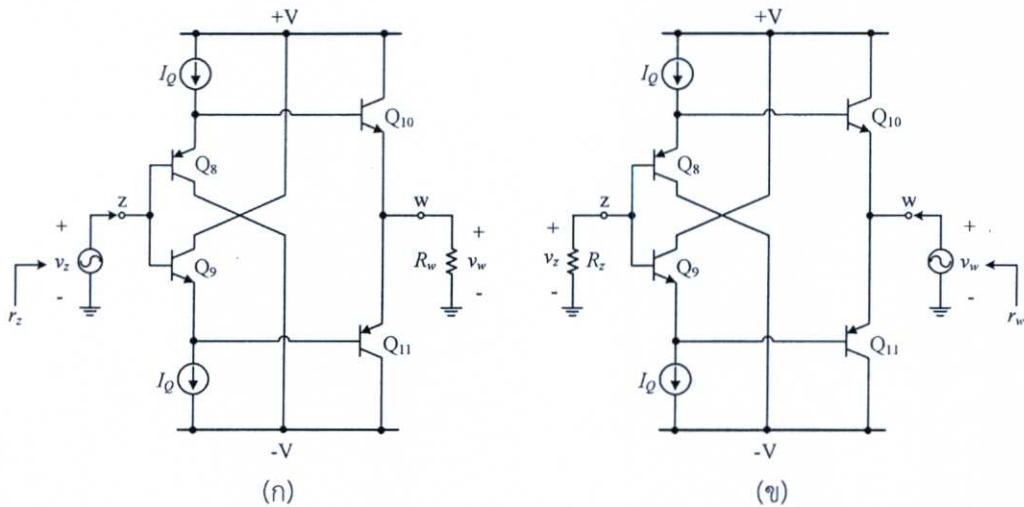 +V
I_Q
Q₁₀
Q₈
z
w
+
v_z
-
r_z
Q₉
R_w
+
v_w
-
Q₁₁
I_Q
-V
(ก)
+V
I_Q
Q₁₀
Q₈
z
w
+
v_z
-
R_z
Q₉
+
v_w
-
r_w
Q₁₁
I_Q
-V
(ข)